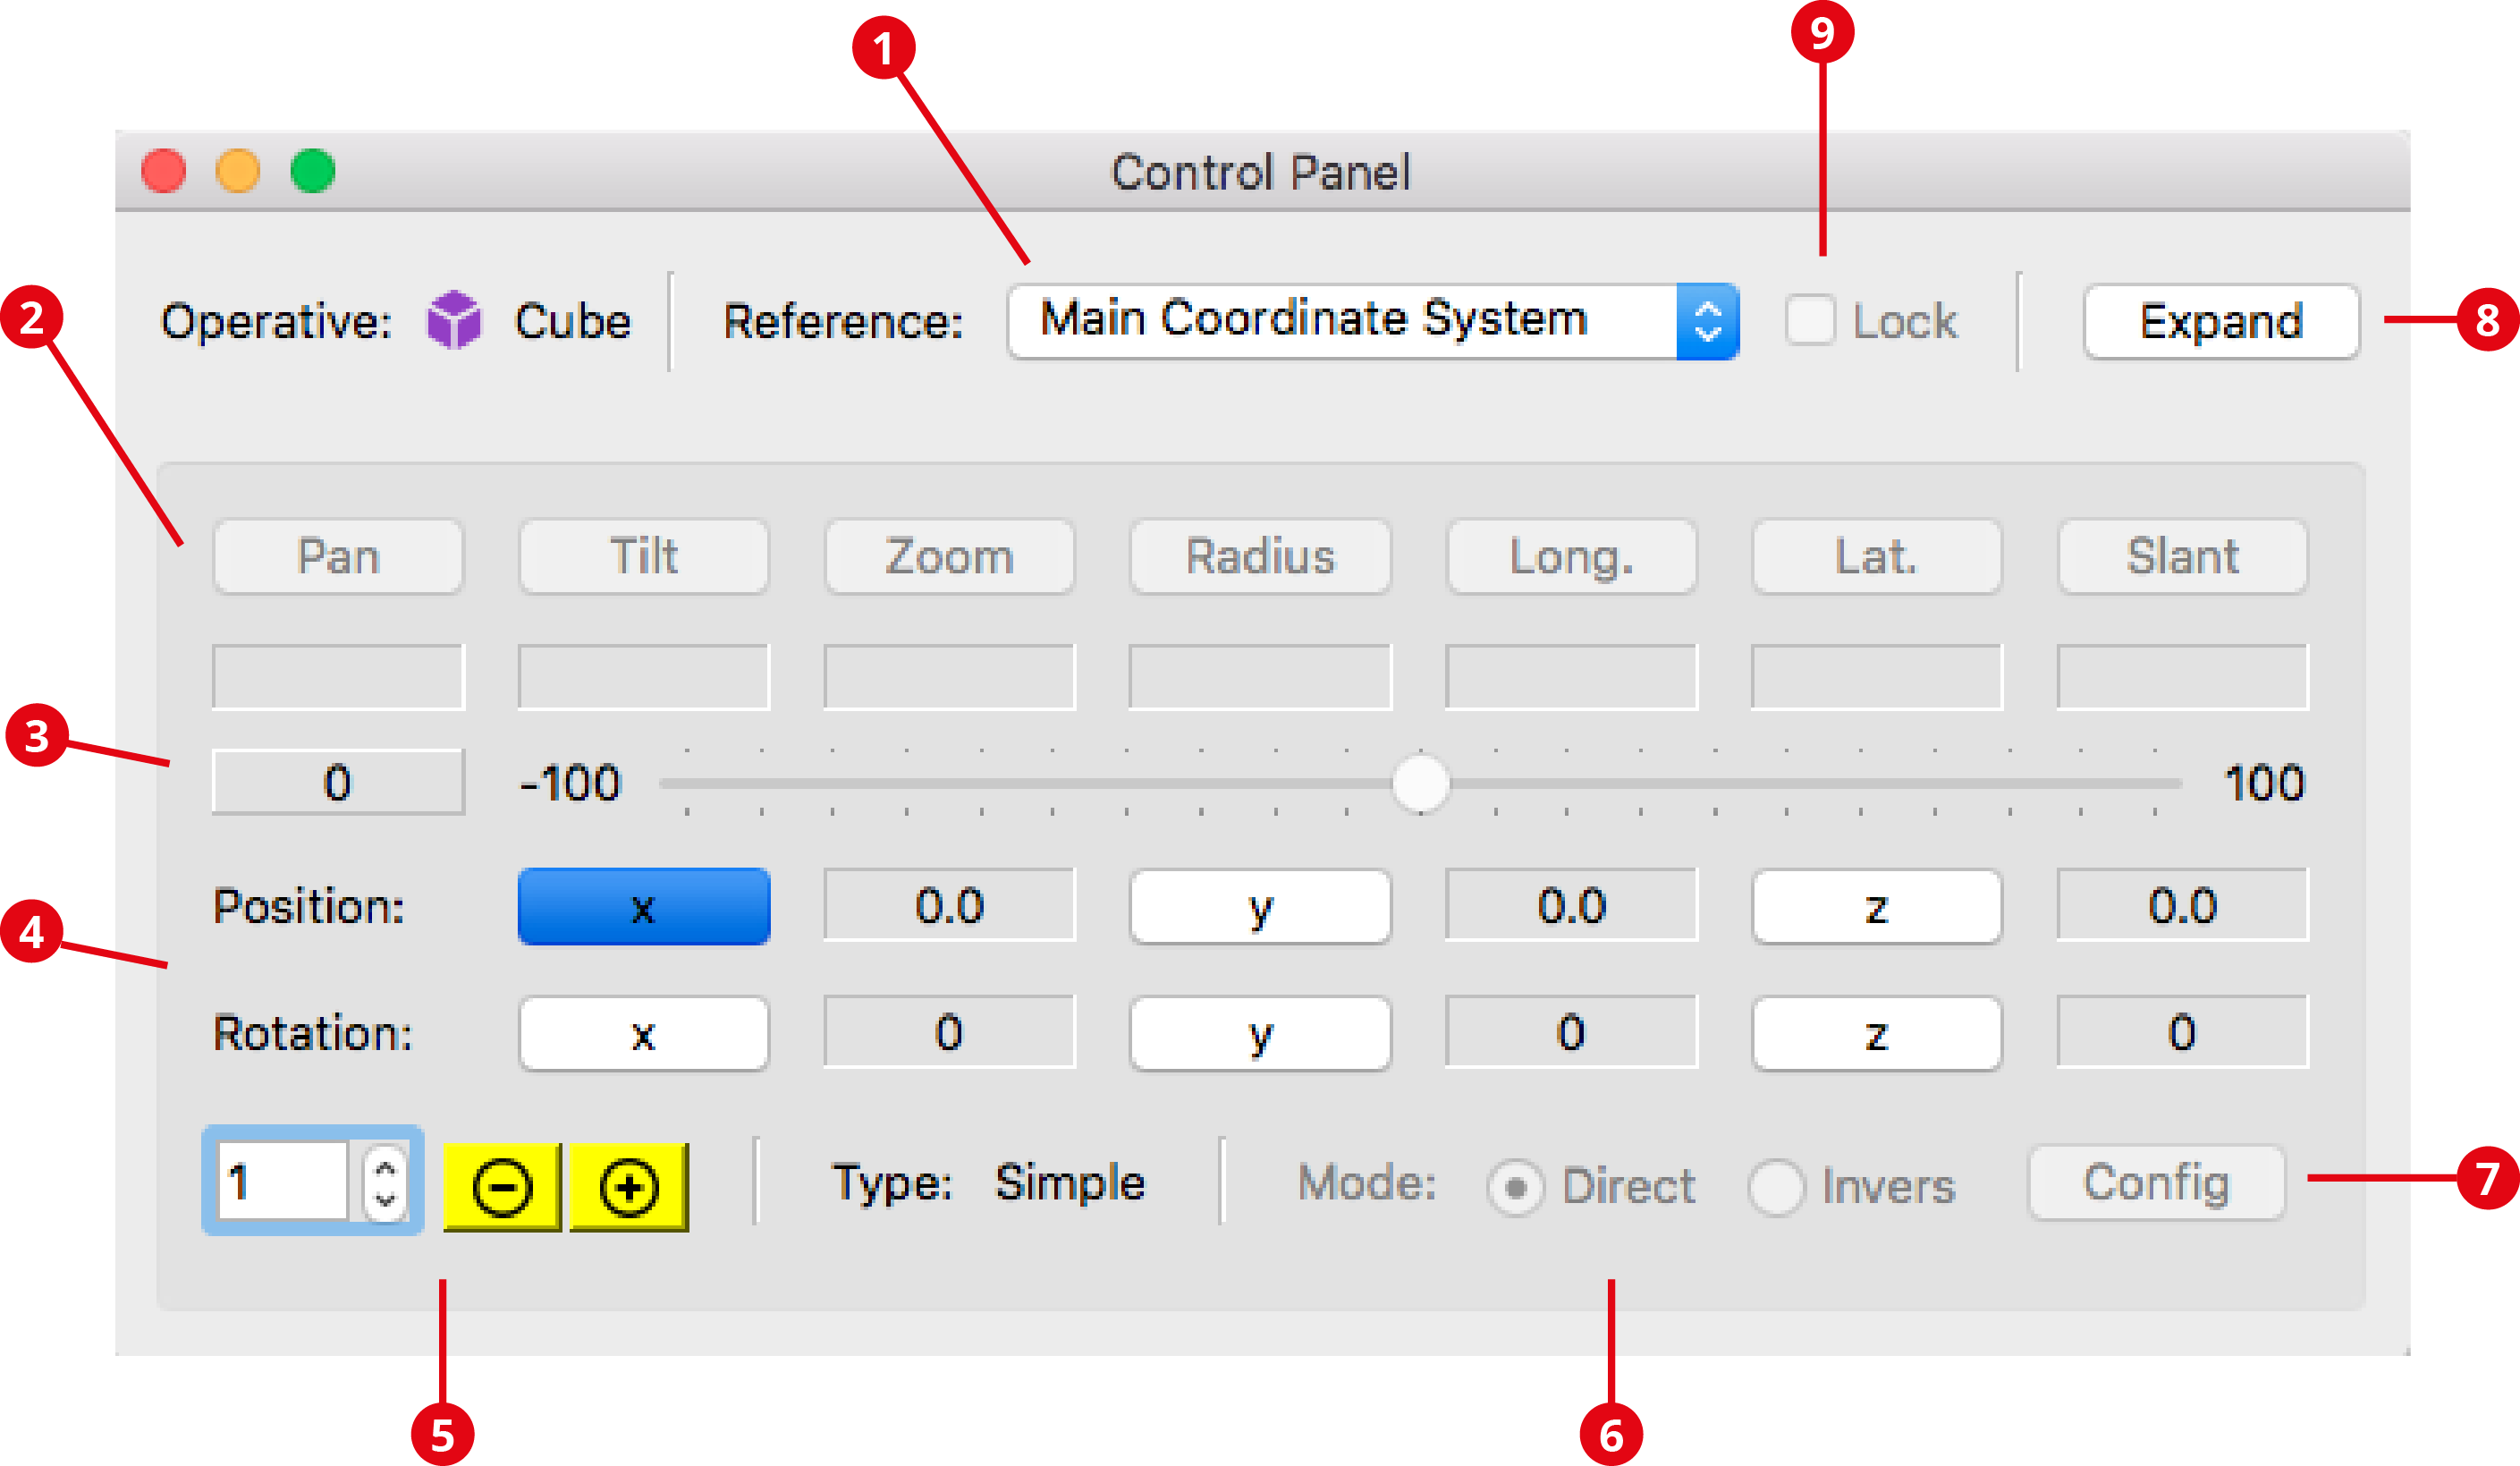 1
9
Control Panel
2
Operative: Cube Reference: Main Coordinate System Lock Expand
8
Pan Tilt Zoom Radius Long. Lat. Slant
3
0 -100 100
Position: x 0.0 y 0.0 z 0.0
4
Rotation: x 0 y 0 z 0
1 Type: Simple Mode: Direct Invers Config
7
5
6